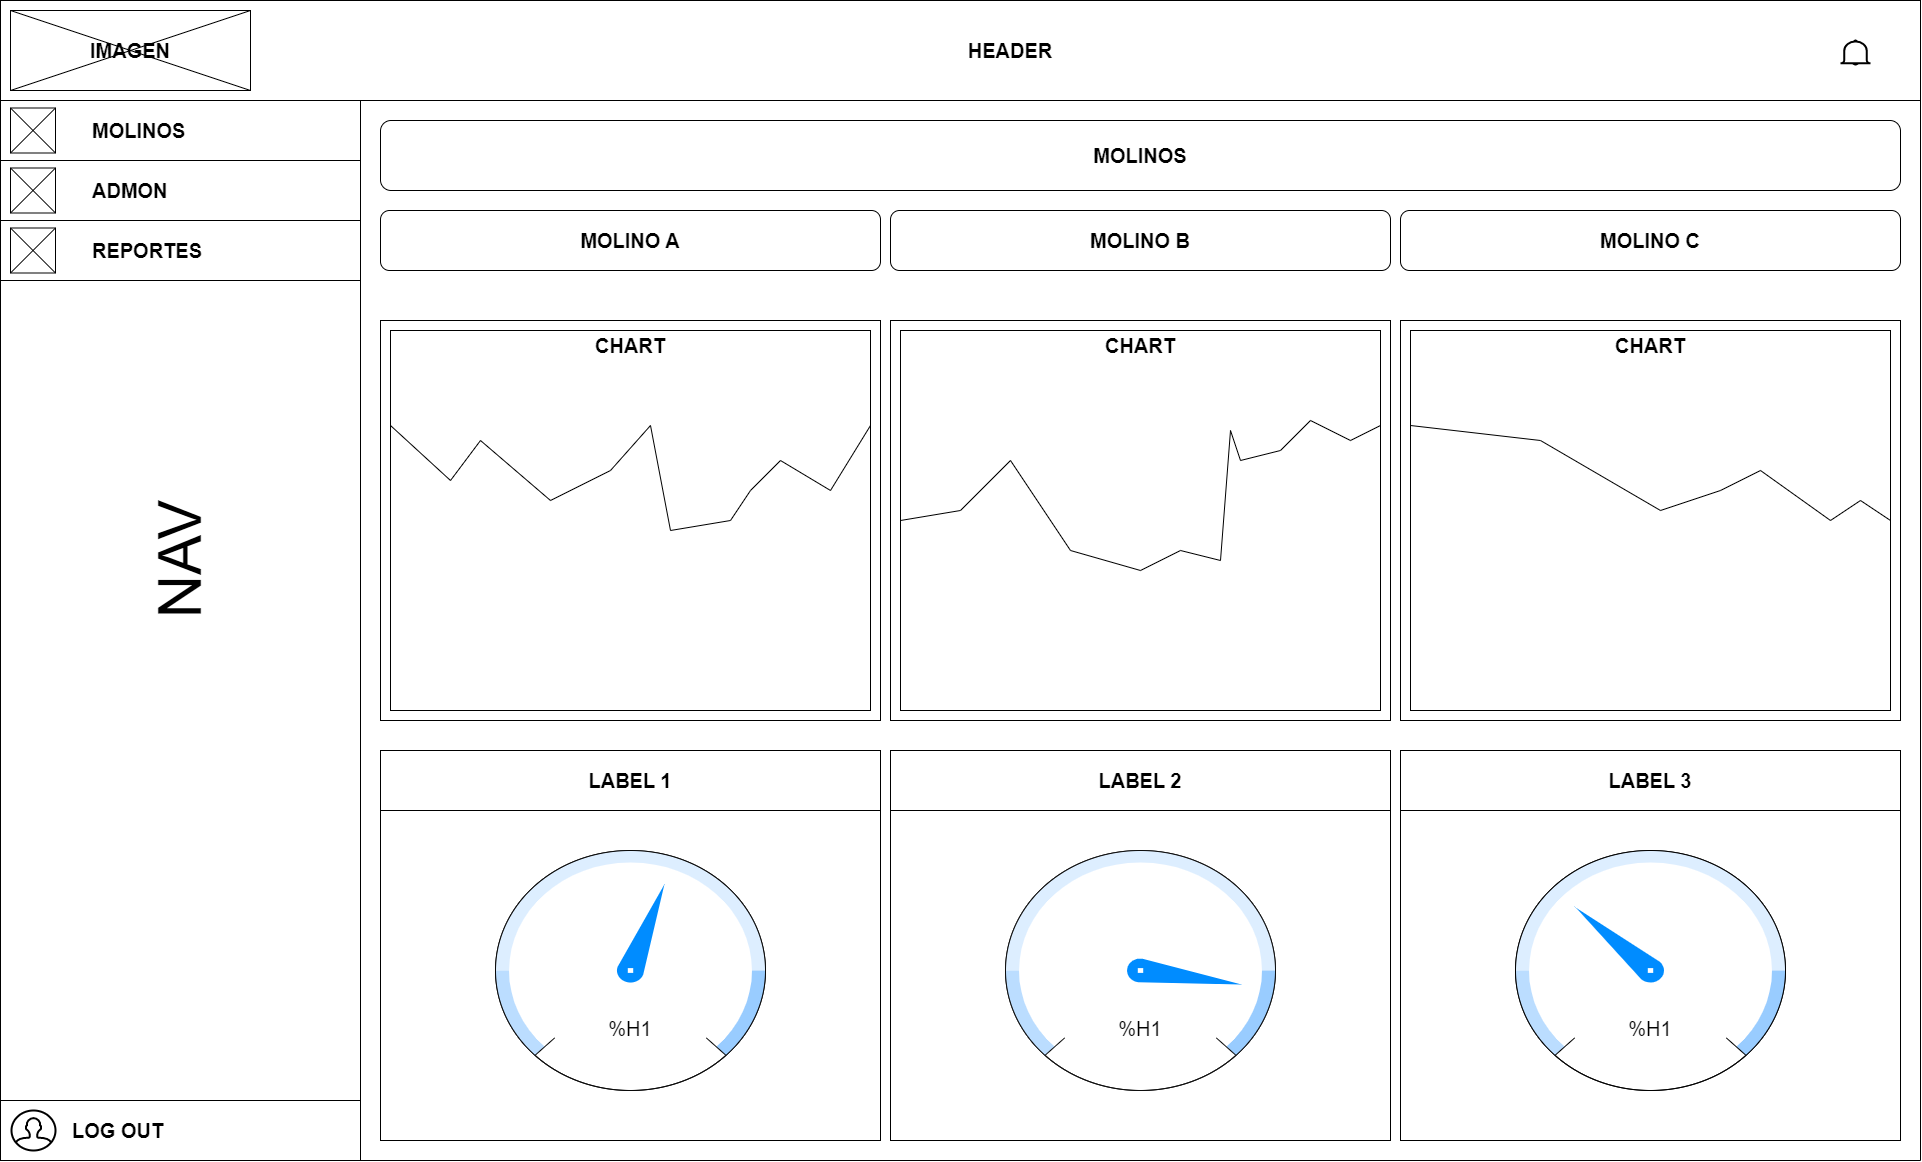 IMAGEN
HEADER
MOLINOS
ADMON
REPORTES
NAV
LOG OUT
MOLINOS
MOLINO A
MOLINO B
MOLINO C
CHART
CHART
CHART
LABEL 1
LABEL 2
LABEL 3
%H1
%H1
%H1